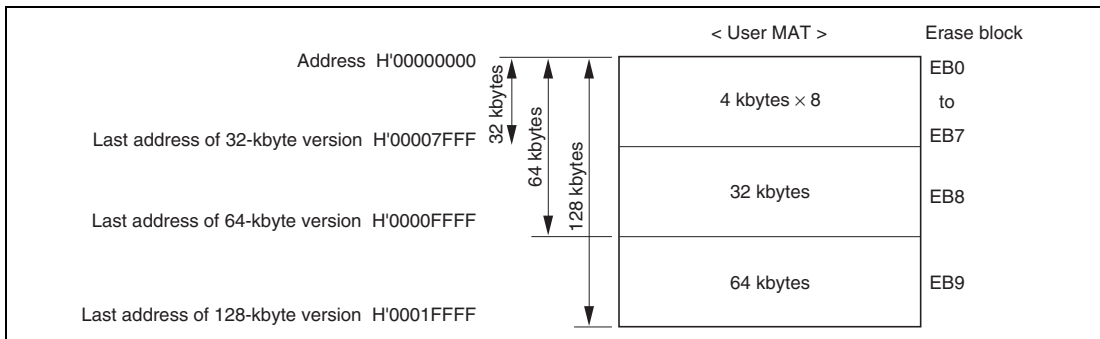 < User MAT > Erase block
Address H'00000000
EB0
4 kbytes × 8
to
EB7
Last address of 32-kbyte version H'00007FFF
32 kbytes
64 kbytes
128 kbytes
32 kbytes
EB8
Last address of 64-kbyte version H'0000FFFF
64 kbytes
EB9
Last address of 128-kbyte version H'0001FFFF